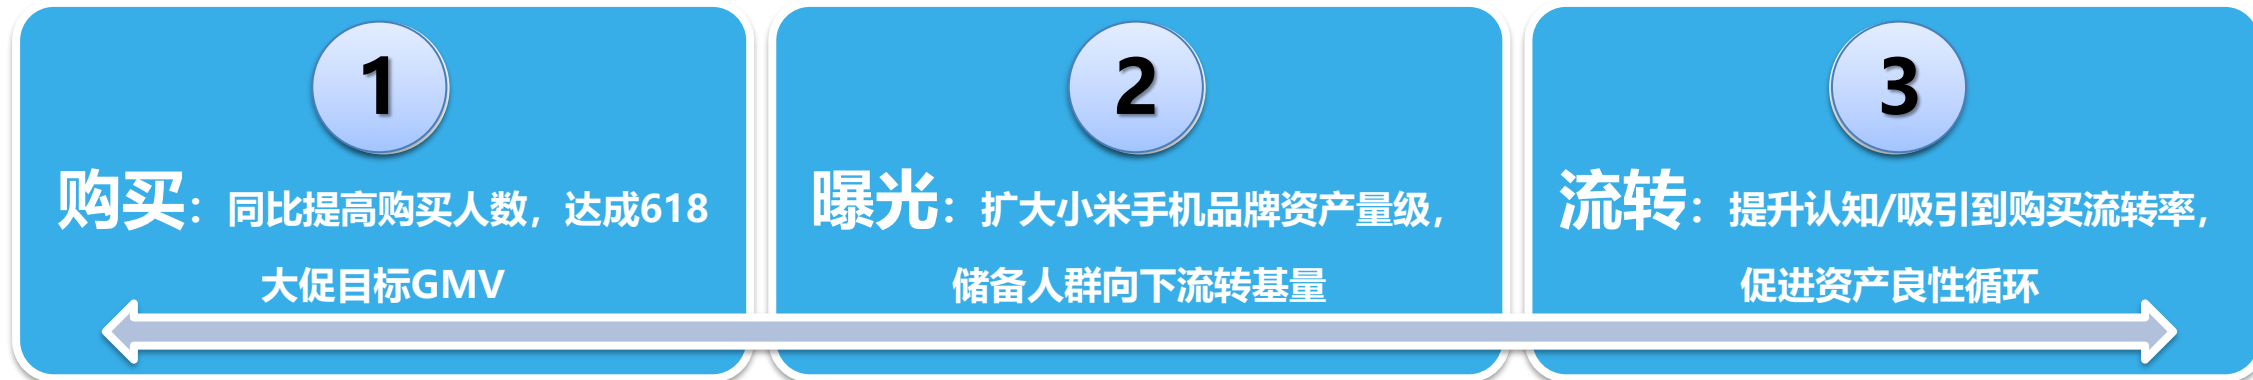 1
购买：同比提高购买人数，达成618
大促目标GMV
2
曝光：扩大小米手机品牌资产量级，
储备人群向下流转基量
3
流转：提升认知/吸引到购买流转率，
促进资产良性循环